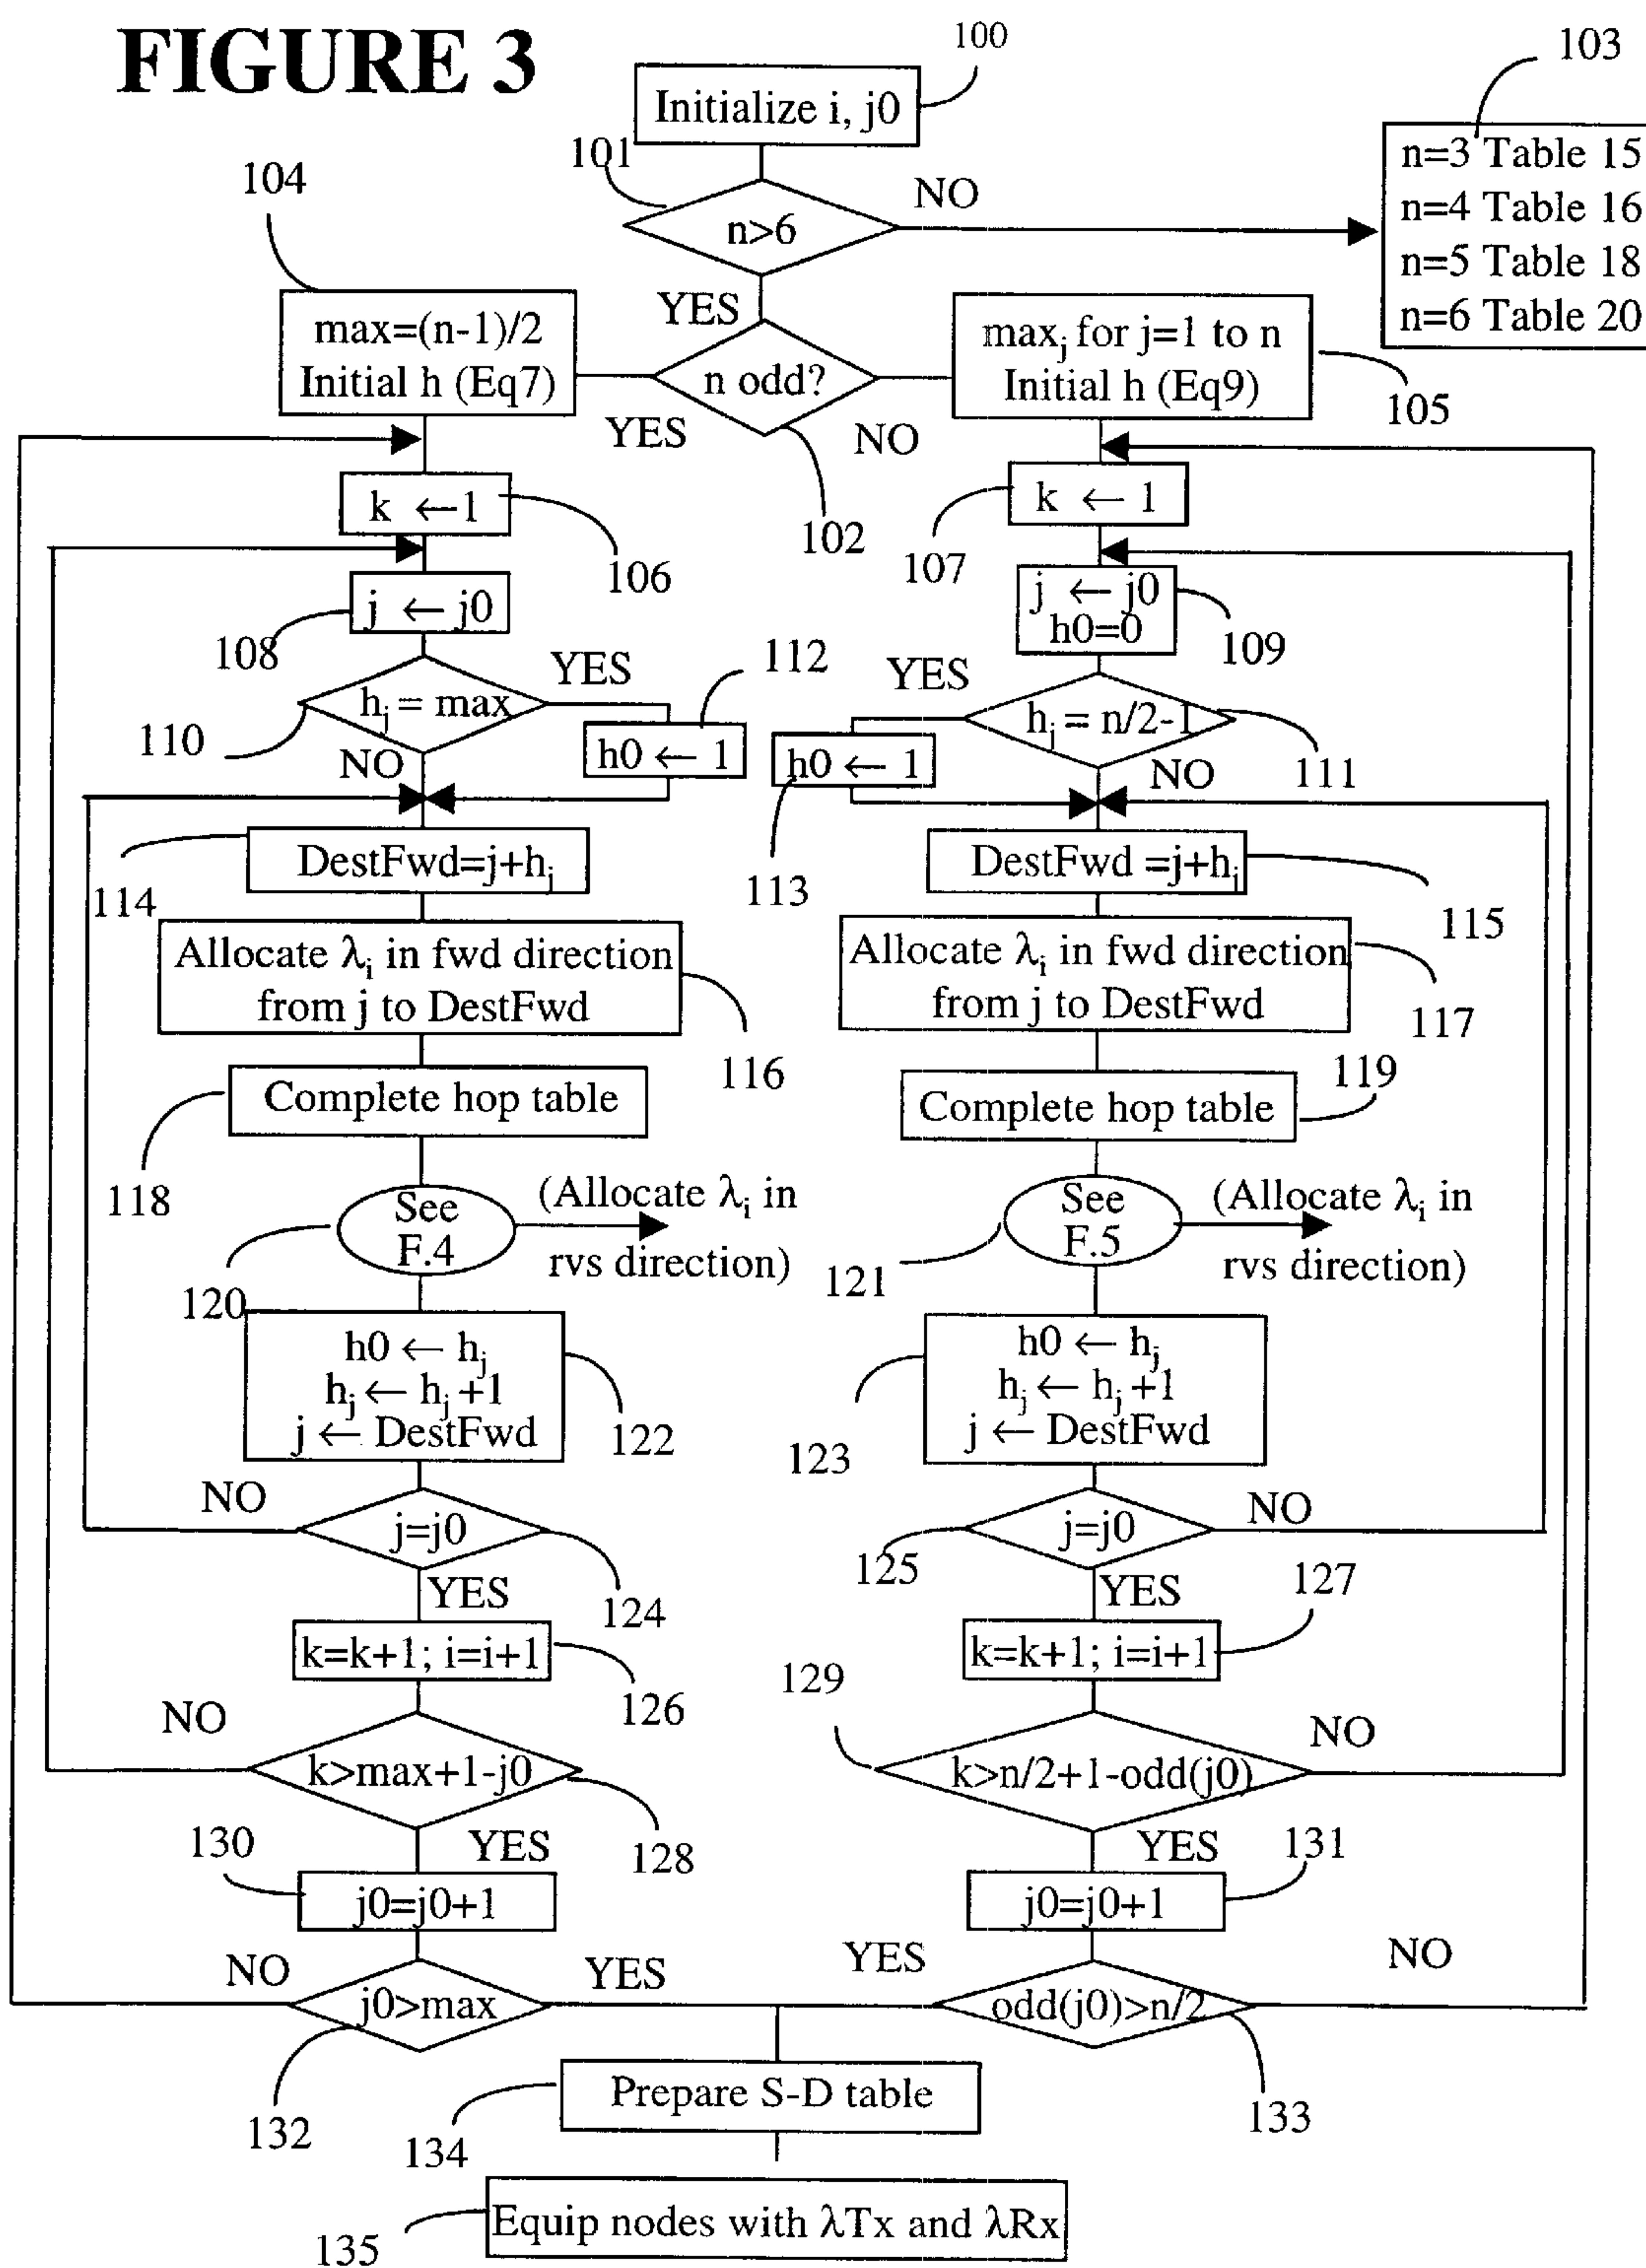 FIGURE 3
100
Initialize i, j0
103
n=3 Table 15
n=4 Table 16
n=5 Table 18
n=6 Table 20
101
n>6
NO
YES
104
max=(n-1)/2
Initial h (Eq7)
n odd?
YES
NO
102
maxj for j=1 to n
Initial h (Eq9)
105
k ←1
106
k ← 1
107
j ← j0
108
j ← j0
h0=0
109
hj = max
YES
NO
110
h0 ← 1
112
hj = n/2-1
YES
NO
111
h0 ← 1
113
DestFwd=j+hj
114
DestFwd =j+hj
115
Allocate λi in fwd direction
from j to DestFwd
116
Allocate λi in fwd direction
from j to DestFwd
117
Complete hop table
118
Complete hop table
119
See
F.4
120
(Allocate λi in
rvs direction)
See
F.5
121
(Allocate λi in
rvs direction)
h0 ← hj
hj ← hj +1
j ← DestFwd
122
h0 ← hj
hj ← hj +1
j ← DestFwd
123
NO
j=j0
124
YES
j=j0
NO
125
YES
k=k+1; i=i+1
126
k=k+1; i=i+1
127
NO
k>max+1-j0
128
YES
129
k>n/2+1-odd(j0)
NO
YES
130
j0=j0+1
j0=j0+1
131
NO
j0>max
YES
132
YES
odd(j0)>n/2
NO
133
Prepare S-D table
134
Equip nodes with λTx and λRx
135